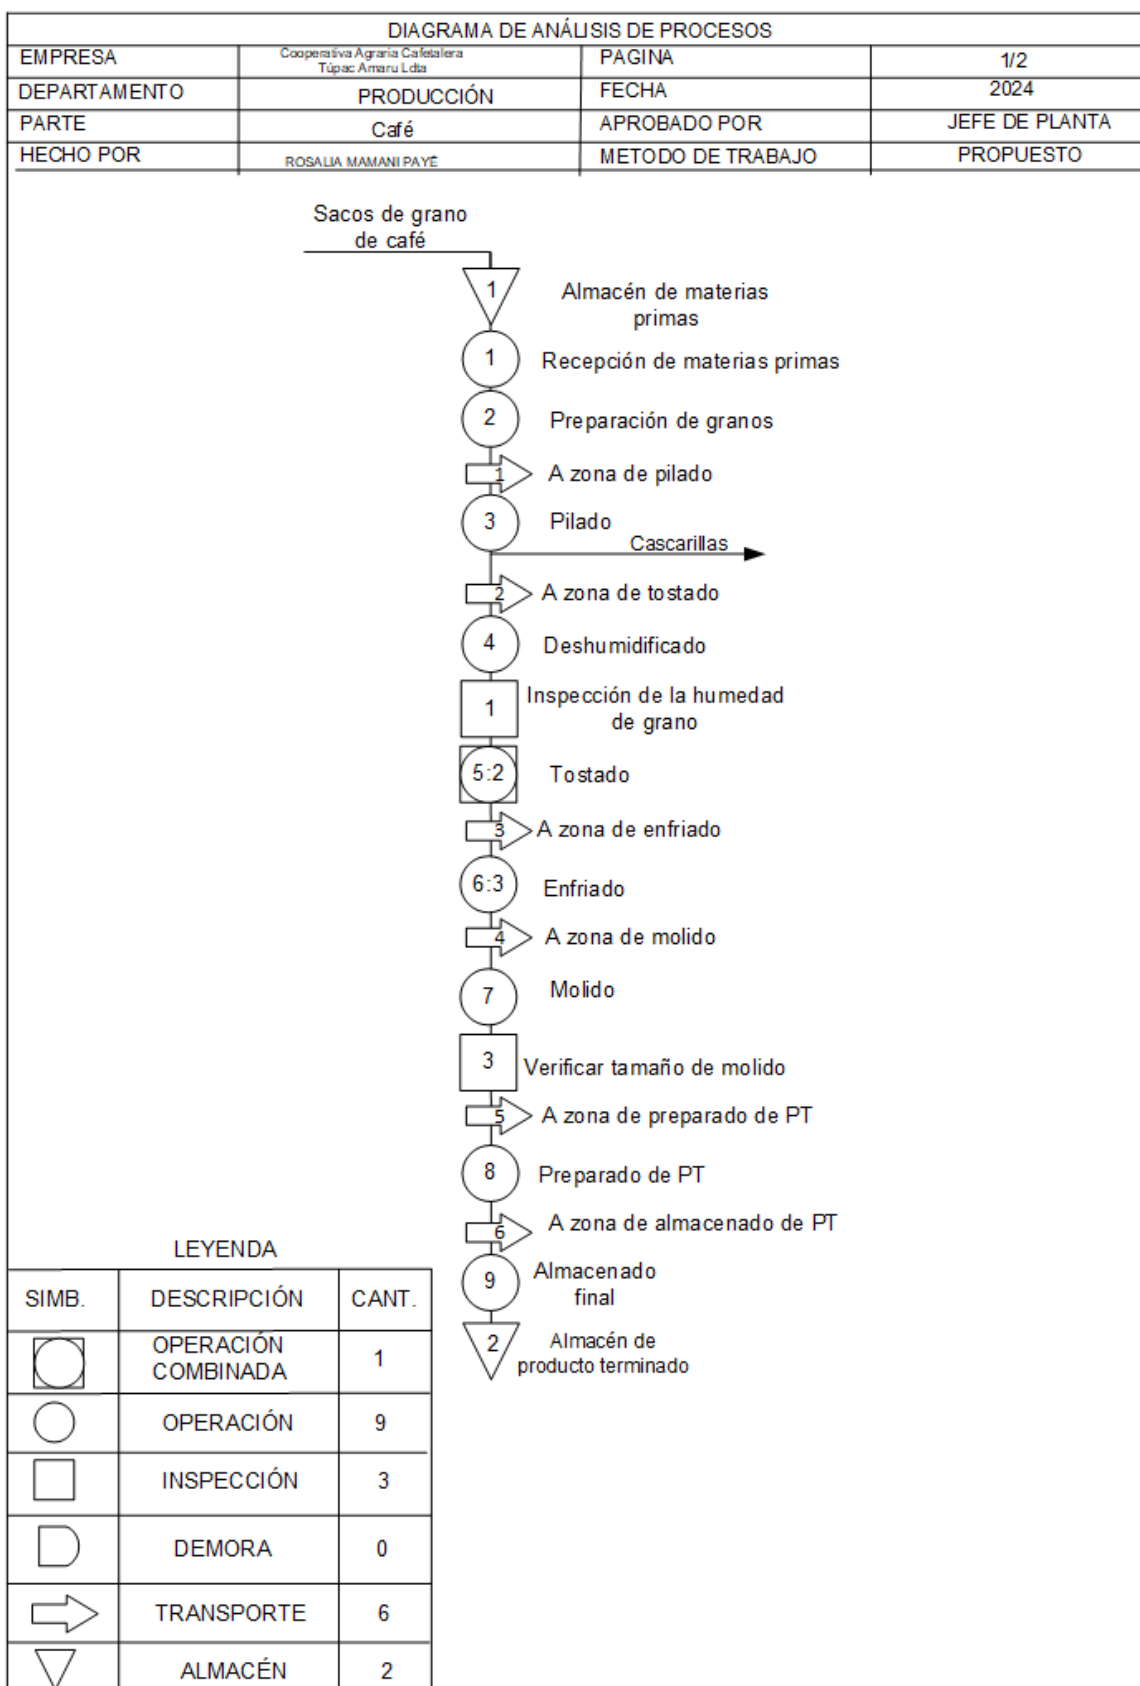 DIAGRAMA DE ANÁLISIS DE PROCESOS
EMPRESA
Cooperativa Agraria Cafetalera
Túpac Amaru Ldta
PAGINA
1/2
DEPARTAMENTO
PRODUCCIÓN
FECHA
2024
PARTE
Café
APROBADO POR
JEFE DE PLANTA
HECHO POR
ROSALIA MAMANI PAYÉ
METODO DE TRABAJO
PROPUESTO
Sacos de grano
de café
1
Almacén de materias
primas
1
Recepción de materias primas
2
Preparación de granos
1
A zona de pilado
3
Pilado
Cascarillas
2
A zona de tostado
4
Deshumidificado
1
Inspección de la humedad
de grano
5:2
Tostado
3
A zona de enfriado
6:3
Enfriado
4
A zona de molido
7
Molido
3
Verificar tamaño de molido
5
A zona de preparado de PT
8
Preparado de PT
6
A zona de almacenado de PT
9
Almacenado
final
2
Almacén de
producto terminado
LEYENDA
SIMB.
DESCRIPCIÓN
CANT.
OPERACIÓN
COMBINADA
1
OPERACIÓN
9
INSPECCIÓN
3
DEMORA
0
TRANSPORTE
6
ALMACÉN
2